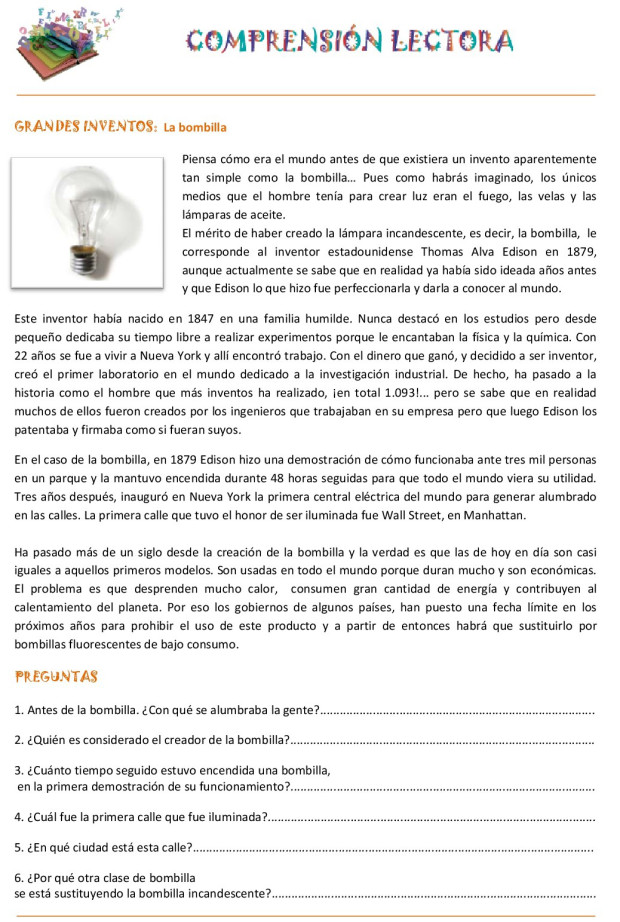 COMPRENSIÓN LECTORA
GRANDES INVENTOS: La bombilla
Piensa cómo era el mundo antes de que existiera un invento aparentemente
tan simple como la bombilla... Pues como habrás imaginado, los únicos
medios que el hombre tenía para crear luz eran el fuego, las velas y las
lámparas de aceite.
El mérito de haber creado la lámpara incandescente, es decir, la bombilla, le
corresponde al inventor estadounidense Thomas Alva Edison en 1879,
aunque actualmente se sabe que en realidad ya había sido ideada años antes
y que Edison lo que hizo fue perfeccionarla y darla a conocer al mundo.
Este inventor había nacido en 1847 en una familia humilde. Nunca destacó en los estudios pero desde
pequeño dedicaba su tiempo libre a realizar experimentos porque le encantaban la física y la química. Con
22 años se fue a vivir a Nueva York y allí encontró trabajo. Con el dinero que ganó, y decidido a ser inventor,
creó el primer laboratorio en el mundo dedicado a la investigación industrial. De hecho, ha pasado a la
historia como el hombre que más inventos ha realizado, ¡en total 1.093!... pero se sabe que en realidad
muchos de ellos fueron creados por los ingenieros que trabajaban en su empresa pero que luego Edison los
patentaba y firmaba como si fueran suyos.
En el caso de la bombilla, en 1879 Edison hizo una demostración de cómo funcionaba ante tres mil personas
en un parque y la mantuvo encendida durante 48 horas seguidas para que todo el mundo viera su utilidad.
Tres años después, inauguró en Nueva York la primera central eléctrica del mundo para generar alumbrado
en las calles. La primera calle que tuvo el honor de ser iluminada fue Wall Street, en Manhattan.
Ha pasado más de un siglo desde la creación de la bombilla y la verdad es que las de hoy en día son casi
iguales a aquellos primeros modelos. Son usadas en todo el mundo porque duran mucho y son económicas.
El problema es que desprenden mucho calor, consumen gran cantidad de energía y contribuyen al
calentamiento del planeta. Por eso los gobiernos de algunos países, han puesto una fecha límite en los
próximos años para prohibir el uso de este producto y a partir de entonces habrá que sustituirlo por
bombillas fluorescentes de bajo consumo.
PREGUNTAS
1. Antes de la bombilla. ¿Con qué se alumbraba la gente?
2. ¿Quién es considerado el creador de la bombilla?
3. ¿Cuánto tiempo seguido estuvo encendida una bombilla,
en la primera demostración de su funcionamiento?
4. ¿Cuál fue la primera calle que fue iluminada?
5. ¿En qué ciudad está esta calle?
6. ¿Por qué otra clase de bombilla
se está sustituyendo la bombilla incandescente?